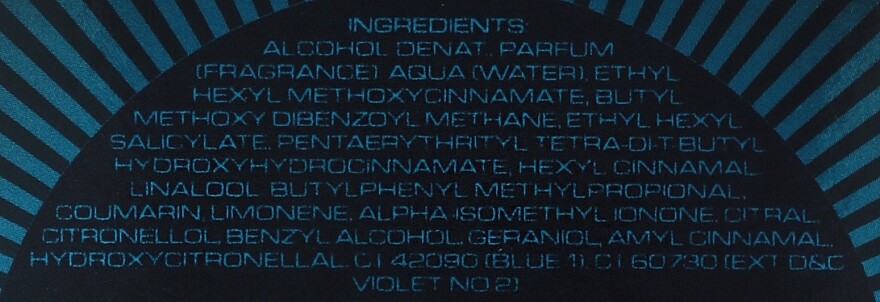 INGREDIENTS:
ALCOHOL DENAT., PARFUM
(FRAGRANCE) AQUA (WATER), ETHYL
HEXYL METHOXYCINNAMATE, BUTYL
METHOXY DIBENZOYL METHANE, ETHYL HEXYL
SALICYLATE, PENTAERYTHRITYL TETRA-DI-T-BUTYL
HYDROXYHYDROCINNAMATE, HEXYL CINNAMAL
LINALOOL, BUTYLPHENYL METHYLPROPIONAL,
COUMARIN, LIMONENE, ALPHA-ISOMETHYL IONONE, CITRAL,
CITRONELLOL, BENZYL ALCOHOL, GERANIOL, AMYL CINNAMAL,
HYDROXYCITRONELLAL, C I 42090 (BLUE 1), C I 60730 (EXT D&C
VIOLET NO 2)